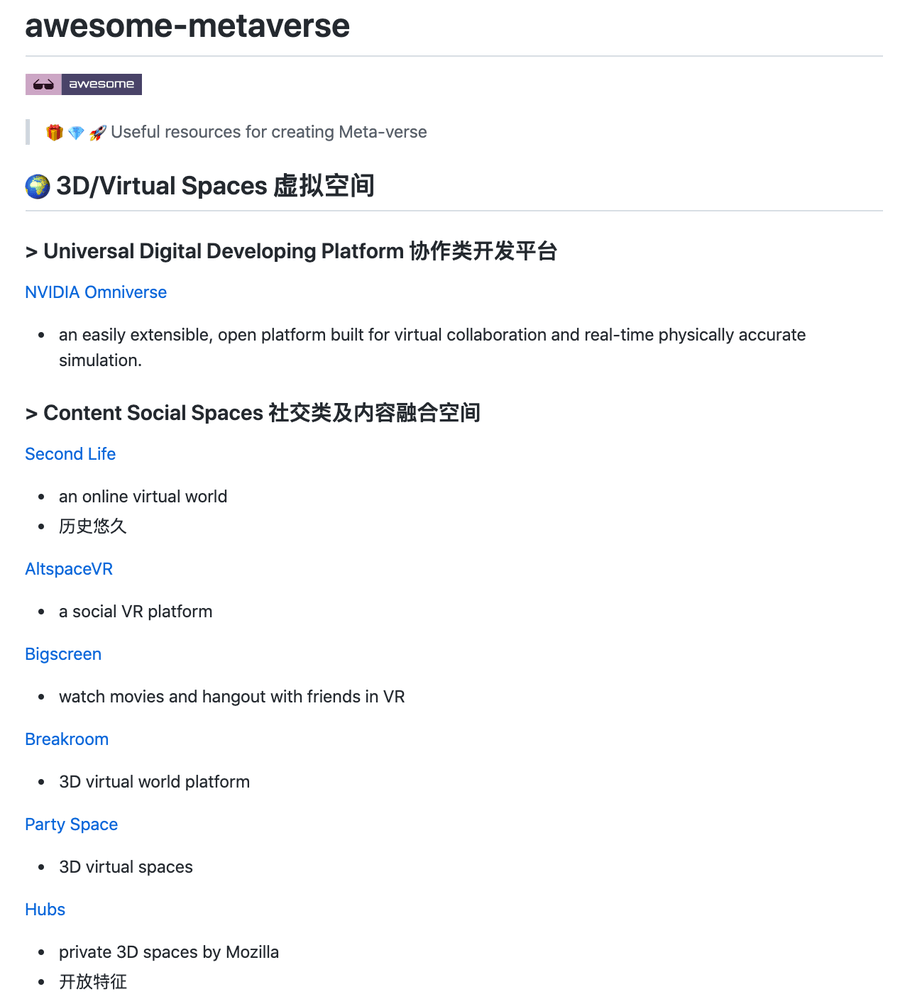 awesome-metaverse
awesome
🎁 💎 🚀 Useful resources for creating Meta-verse
🌍 3D/Virtual Spaces 虚拟空间
> Universal Digital Developing Platform 协作类开发平台
NVIDIA Omniverse
• an easily extensible, open platform built for virtual collaboration and real-time physically accurate
simulation.
> Content Social Spaces 社交类及内容融合空间
Second Life
• an online virtual world
• 历史悠久
AltspaceVR
• a social VR platform
Bigscreen
• watch movies and hangout with friends in VR
Breakroom
• 3D virtual world platform
Party Space
• 3D virtual spaces
Hubs
• private 3D spaces by Mozilla
• 开放特征